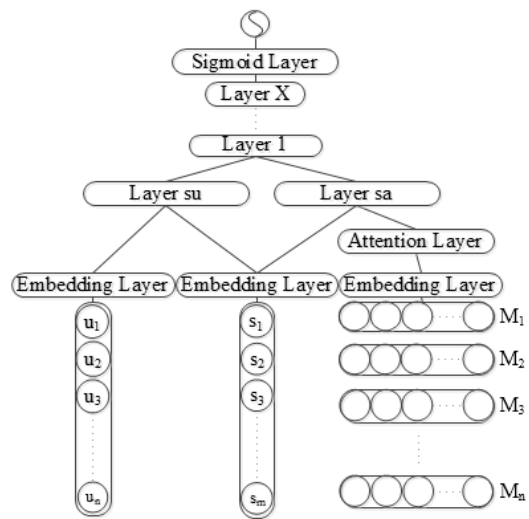 Sigmoid Layer
Layer X
Layer 1
Layer su
Layer sa
Attention Layer
Embedding Layer
Embedding Layer
Embedding Layer
u1
s1
M1
u2
s2
M2
u3
s3
M3
un
sm
Mn